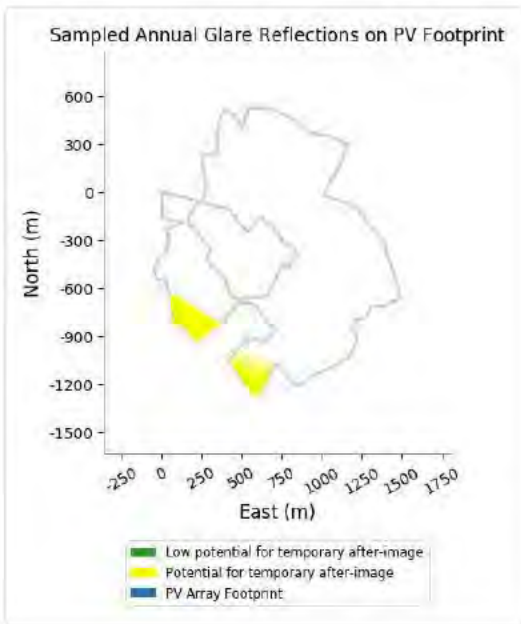 Sampled Annual Glare Reflections on PV Footprint
600
300
0
-300
-600
-900
-1200
-1500
North (m)
-250 0 250 500 750 1000 1250 1500 1750
East (m)
Low potential for temporary after-image
Potential for temporary after-image
PV Array Footprint